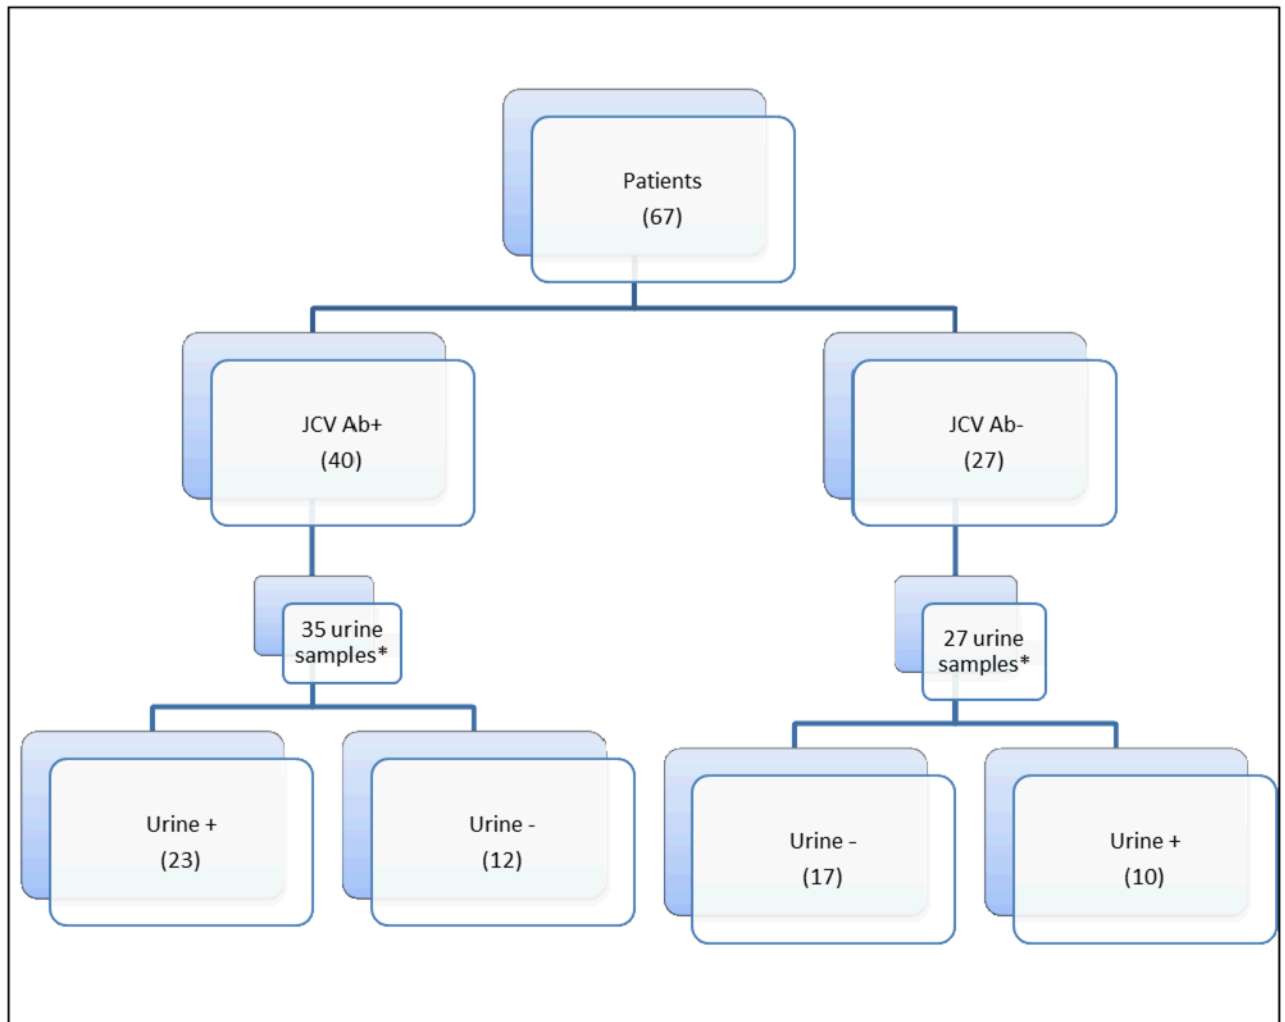 Patients
(67)
JCV Ab+
(40)
JCV Ab-
(27)
35 urine
samples*
27 urine
samples*
Urine +
(23)
Urine -
(12)
Urine -
(17)
Urine +
(10)